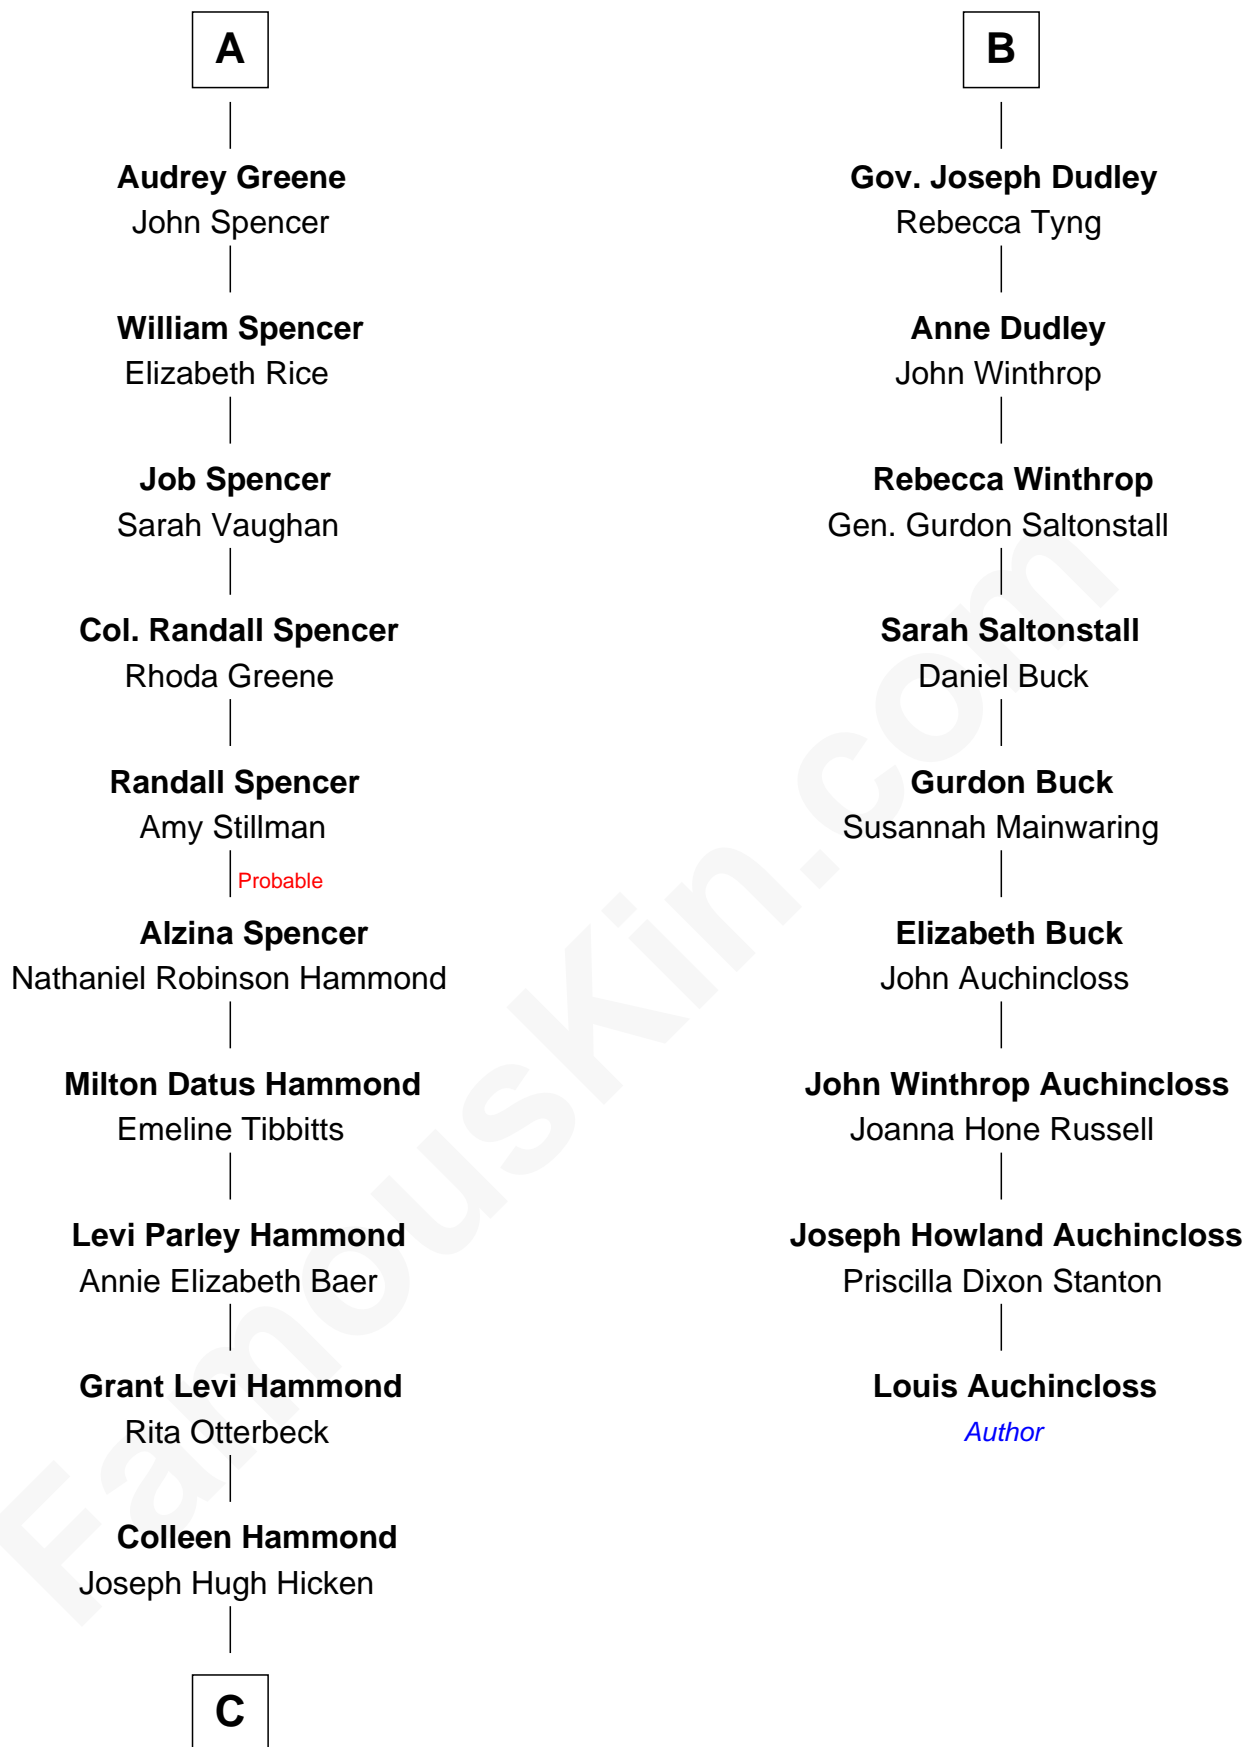 A
Audrey Greene
John Spencer
William Spencer
Elizabeth Rice
Job Spencer
Sarah Vaughan
Col. Randall Spencer
Rhoda Greene
Randall Spencer
Amy Stillman
Probable
Alzina Spencer
Nathaniel Robinson Hammond
Milton Datus Hammond
Emeline Tibbitts
Levi Parley Hammond
Annie Elizabeth Baer
Grant Levi Hammond
Rita Otterbeck
Colleen Hammond
Joseph Hugh Hicken
C
B
Gov. Joseph Dudley
Rebecca Tyng
Anne Dudley
John Winthrop
Rebecca Winthrop
Gen. Gurdon Saltonstall
Sarah Saltonstall
Daniel Buck
Gurdon Buck
Susannah Mainwaring
Elizabeth Buck
John Auchincloss
John Winthrop Auchincloss
Joanna Hone Russell
Joseph Howland Auchincloss
Priscilla Dixon Stanton
Louis Auchincloss
Author
FamousKin.com